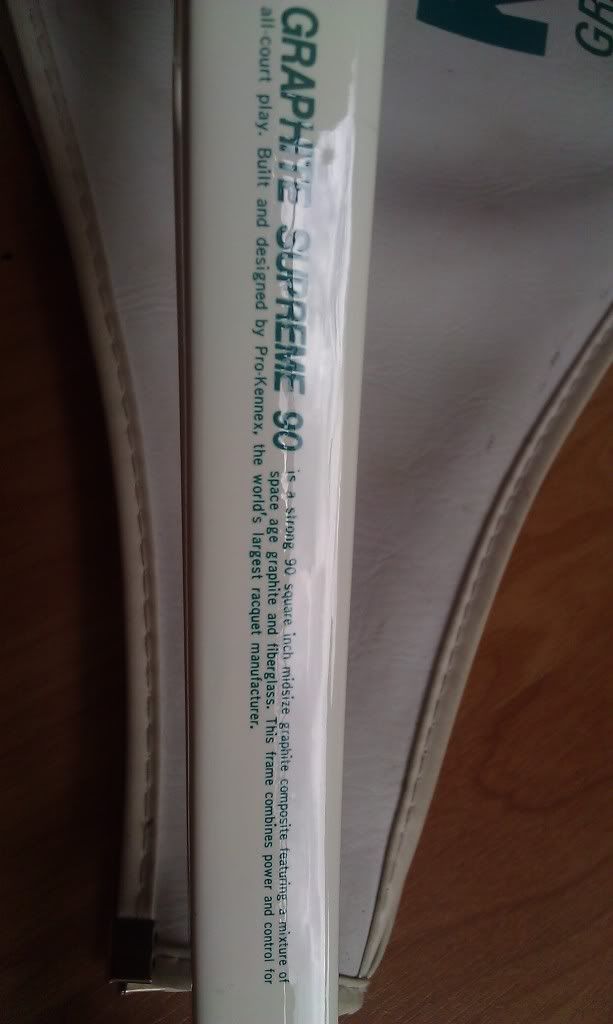 GRAPHITE SUPREME 90 is a strong 90 square inch midsize graphite composite featuring a mixture of
space age graphite and fiberglass. This frame combines power and control for
all-court play. Built and designed by Pro-Kennex, the world's largest racquet manufacturer.